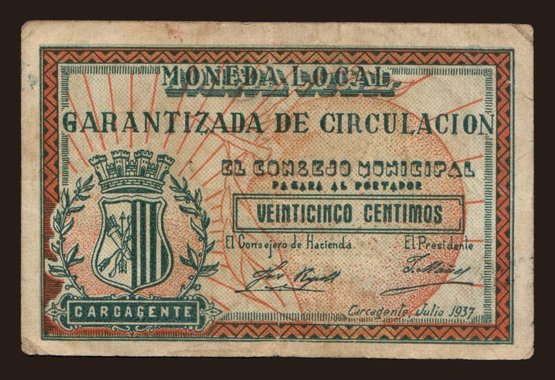 MONEDA LOCAL.
GARANTIZADA DE CIRCULACION
EL CONSEJO MUNICIPAL
PAGARA AL PORTADOR
VEINTICINCO CENTIMOS
El Consejero de Hacienda El Presidente
Carcagente, Julio 1937
CARCAGENTE